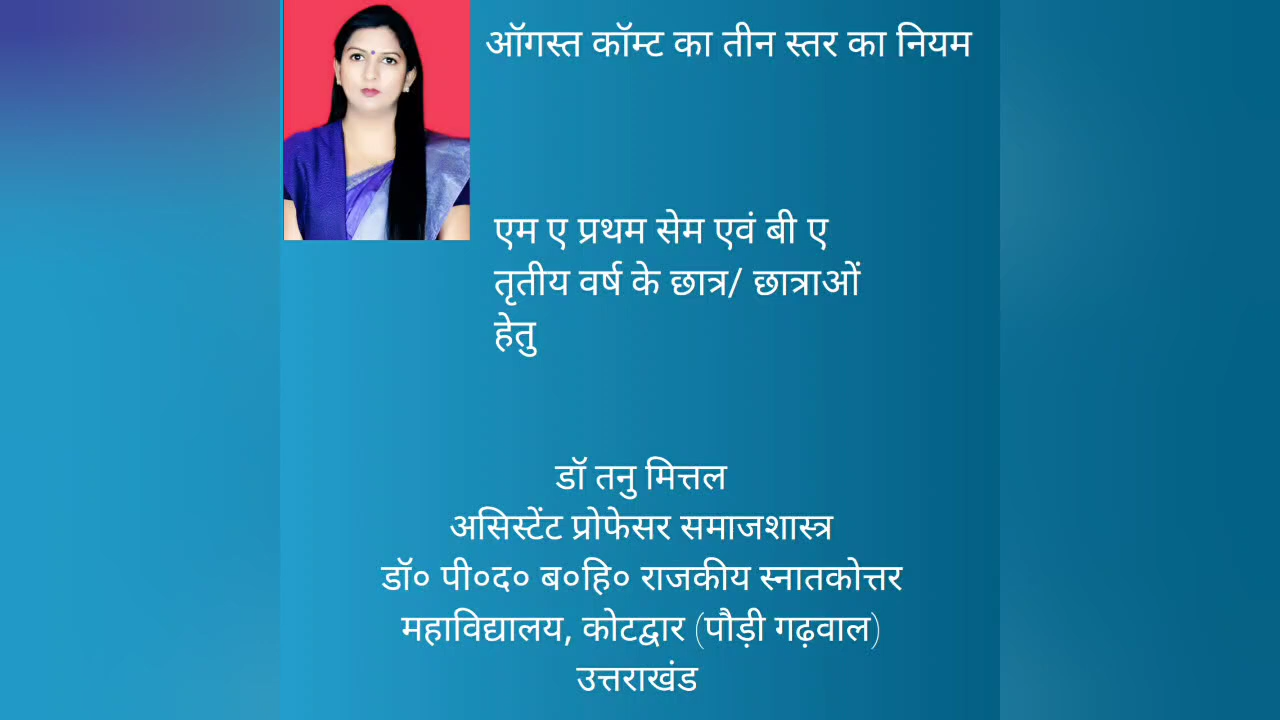 ऑगस्त कॉम्ट का तीन स्तर का नियम
एम ए प्रथम सेम एवं बी ए
तृतीय वर्ष के छात्र/ छात्राओं
हेतु
डॉ तनु मित्तल
असिस्टेंट प्रोफेसर समाजशास्त्र
डॉ० पी०द० ब०हि० राजकीय स्नातकोत्तर
महाविद्यालय, कोटद्वार (पौड़ी गढ़वाल)
उत्तराखंड